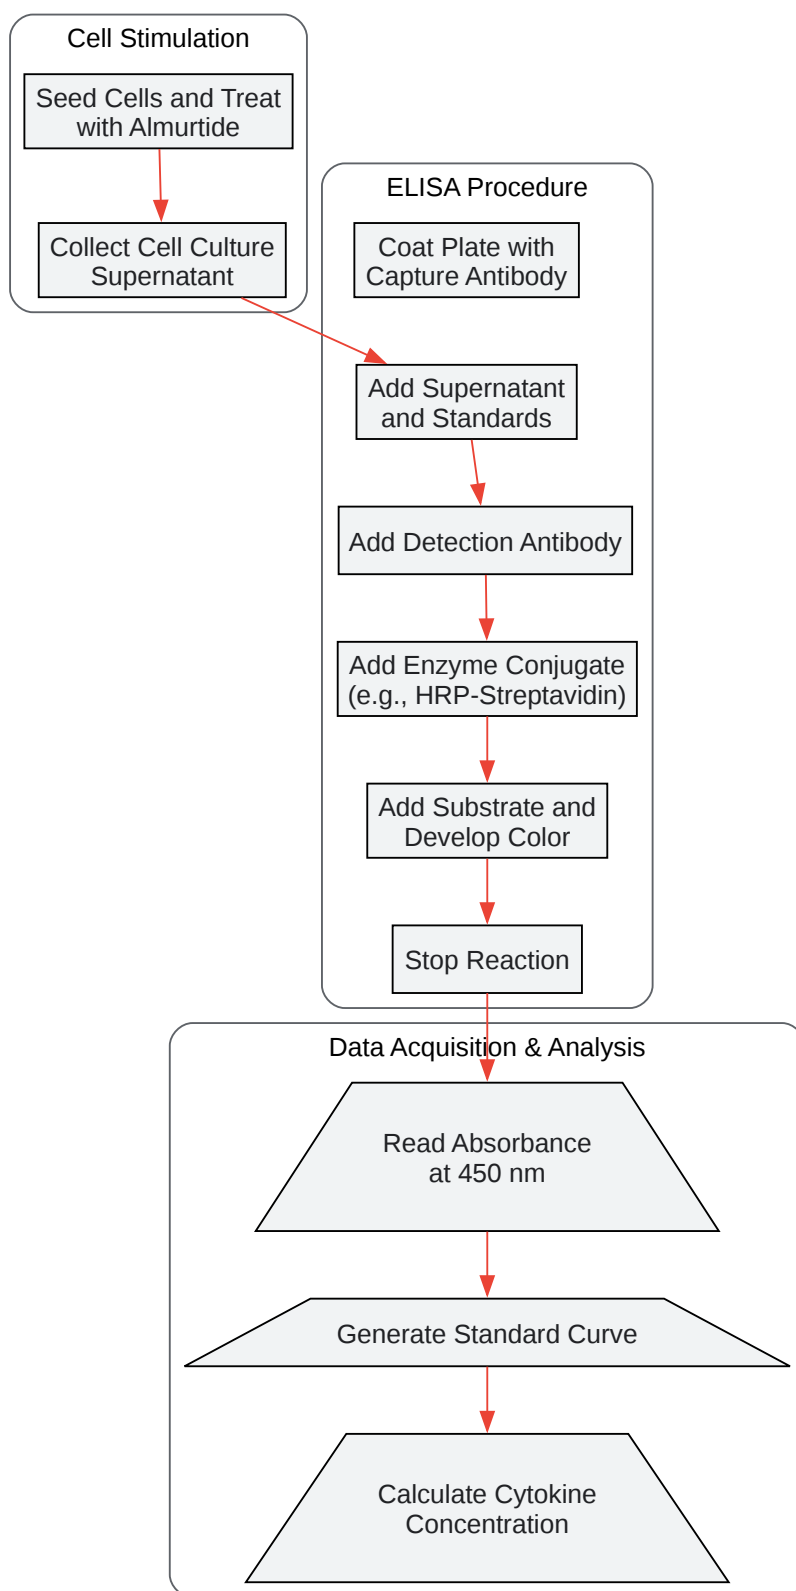 Cell Stimulation
Seed Cells and Treat
with Almurtide
Collect Cell Culture
Supernatant
ELISA Procedure
Coat Plate with
Capture Antibody
Add Supernatant
and Standards
Add Detection Antibody
Add Enzyme Conjugate
(e.g., HRP-Streptavidin)
Add Substrate and
Develop Color
Stop Reaction
Data Acquisition & Analysis
Read Absorbance
at 450 nm
Generate Standard Curve
Calculate Cytokine
Concentration